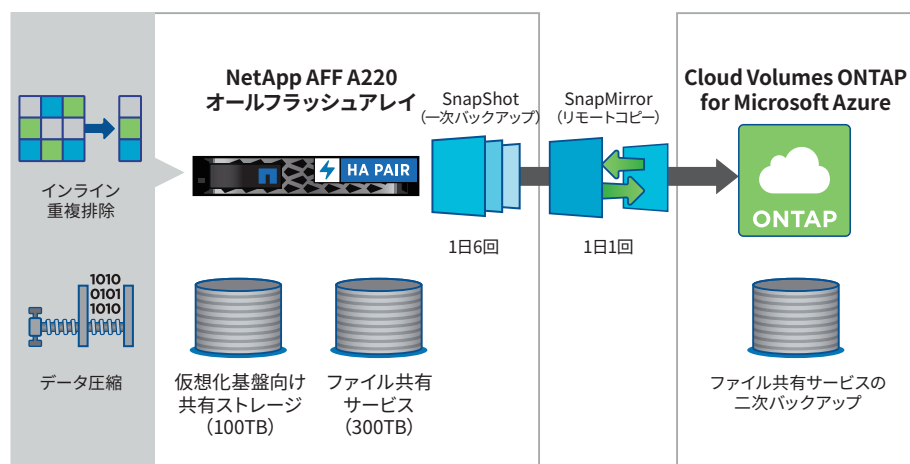 NetApp AFF A220
オールフラッシュアレイ
SnapShot
（一次バックアップ）
SnapMirror
（リモートコピー）
Cloud Volumes ONTAP
for Microsoft Azure
インライン
重複排除
HA PAIR
ONTAP
1日6回
1日1回
1010
0101
1010
データ圧縮
仮想化基盤向け
共有ストレージ
（100TB）
ファイル共有
サービス
（300TB）
ファイル共有サービスの
二次バックアップ